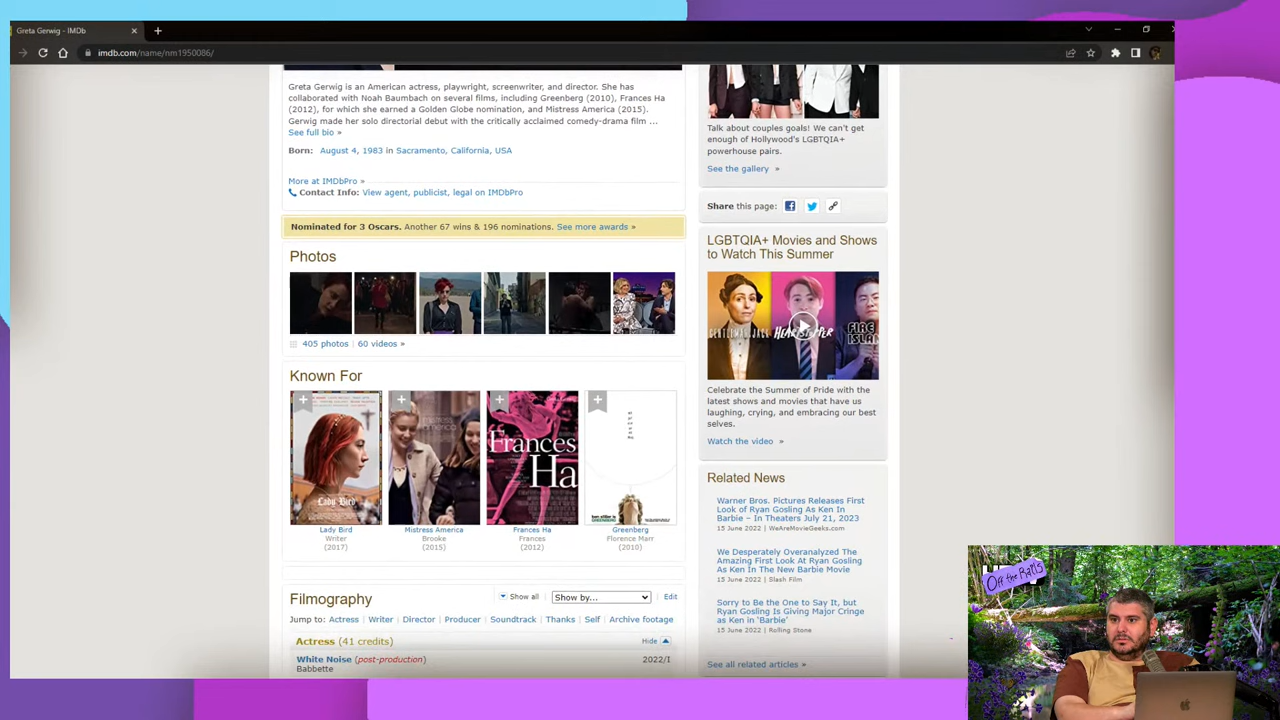 Greta Gerwig - IMDb
imdb.com/name/nm1950086/
Greta Gerwig is an American actress, playwright, screenwriter, and director. She has
collaborated with Noah Baumbach on several films, including Greenberg (2010), Frances Ha
(2012), for which she earned a Golden Globe nomination, and Mistress America (2015).
Gerwig made her solo directorial debut with the critically acclaimed comedy-drama film ...
See full bio »
Born: August 4, 1983 in Sacramento, California, USA
More at IMDbPro »
Contact Info: View agent, publicist, legal on IMDbPro
Nominated for 3 Oscars. Another 67 wins & 196 nominations. See more awards »
Photos
405 photos | 60 videos »
Known For
Lady Bird
mistress
america
Frances
Ha
Lady Bird
Writer
(2017)
Mistress America
Brooke
(2015)
Frances Ha
Frances
(2012)
Greenberg
Florence Marr
(2010)
Filmography
Show all
Show by...
Edit
Jump to: Actress | Writer | Director | Producer | Soundtrack | Thanks | Self | Archive footage
Actress (41 credits)
Hide
White Noise (post-production)
2022/I
Babbette
Talk about couples goals! We can't get
enough of Hollywood's LGBTQIA+
powerhouse pairs.
See the gallery »
Share this page:
LGBTQIA+ Movies and Shows
to Watch This Summer
GENTLEMAN JACK
FIRE
ISLAN
Celebrate the Summer of Pride with the
latest shows and movies that have us
laughing, crying, and embracing our best
selves.
Watch the video »
Related News
Warner Bros. Pictures Releases First
Look of Ryan Gosling As Ken In
Barbie – In Theaters July 21, 2023
15 June 2022 | WeAreMovieGeeks.com
We Desperately Overanalyzed The
Amazing First Look At Ryan Gosling
as Ken In The New Barbie Movie
15 June 2022 | Slash Film
Sorry to Be the One to Say It, but
Ryan Gosling Is Giving Major Cringe
as Ken in 'Barbie'
15 June 2022 | Rolling Stone
See all related articles »
Off the Rails